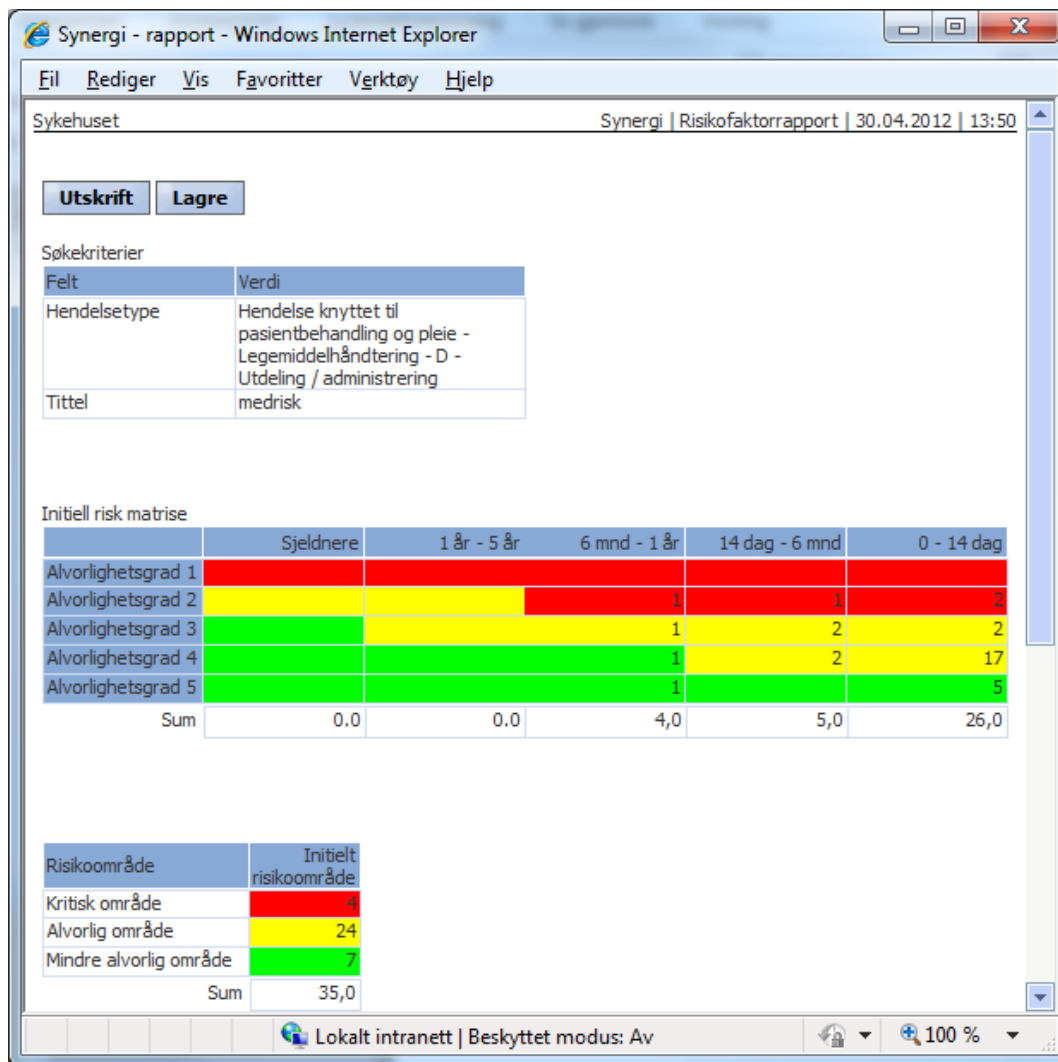 Synergi - rapport - Windows Internet Explorer
Fil Rediger Vis Favoritter Verktøy Hjelp
Sykehuset Synergi | Risikofaktorrapport | 30.04.2012 | 13:50
Utskrift Lagre
Søkekriterier
Felt Verdi
Hendelsetype Hendelse knyttet til
pasientbehandling og pleie -
Legemiddelhåndtering - D -
Utdeling / administrering
Tittel medrisk
Initiell risk matrise
Sjeldnere 1 år - 5 år 6 mnd - 1 år 14 dag - 6 mnd 0 - 14 dag
Alvorlighetsgrad 1
Alvorlighetsgrad 2 1 1 2
Alvorlighetsgrad 3 1 2 2
Alvorlighetsgrad 4 1 2 17
Alvorlighetsgrad 5 1 5
Sum 0.0 0.0 4,0 5,0 26,0
Risikoområde Initielt
risikoområde
Kritisk område 4
Alvorlig område 24
Mindre alvorlig område 7
Sum 35,0
Lokalt intranett | Beskyttet modus: Av 100 %